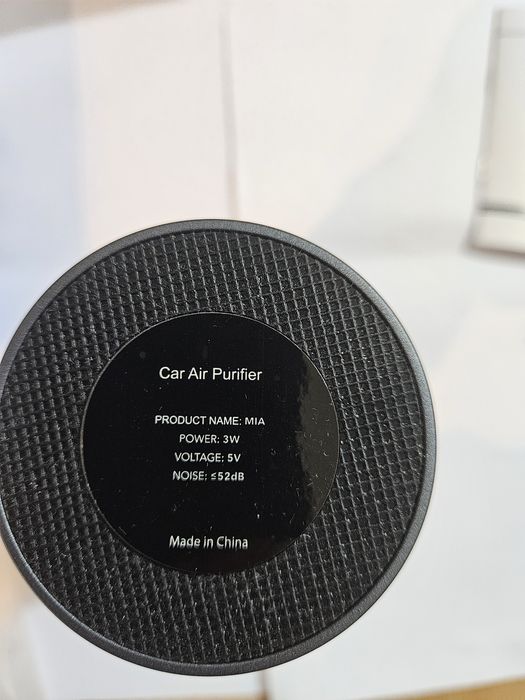 Car Air Purifier
PRODUCT NAME: MIA
POWER: 3W
VOLTAGE: 5V
NOISE: ≤52dB
Made in China